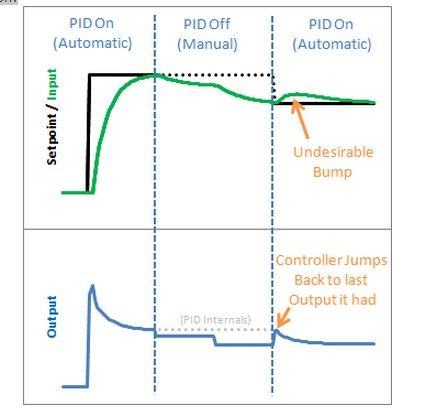 PID On
(Automatic)
PID Off
(Manual)
PID On
(Automatic)
Setpoint / Input
Undesirable
Bump
Controller Jumps
Back to last
Output it had
(PID Internals)
Output